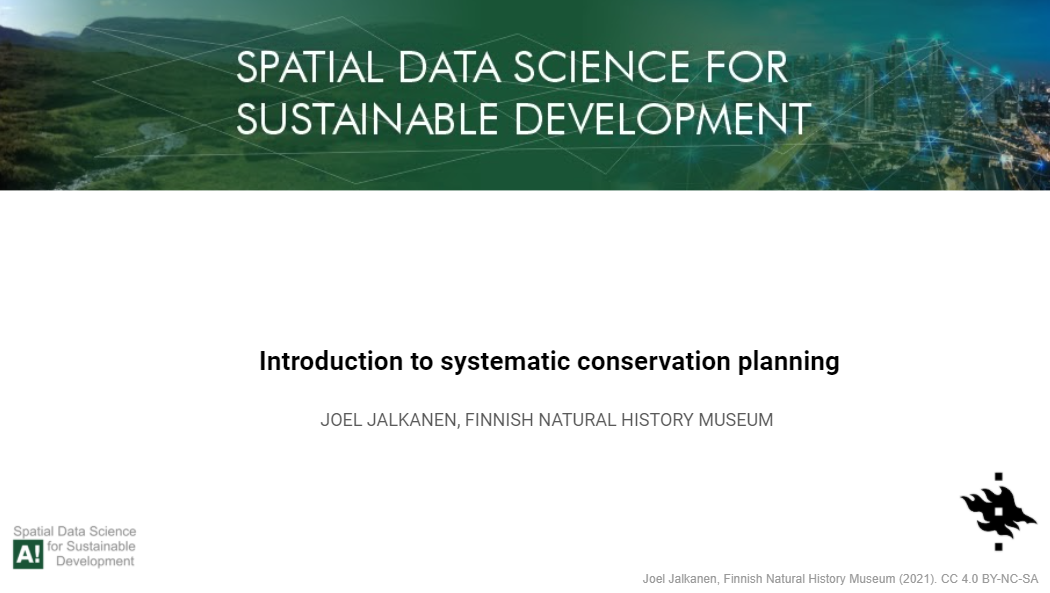 SPATIAL DATA SCIENCE FOR
SUSTAINABLE DEVELOPMENT
Introduction to systematic conservation planning
JOEL JALKANEN, FINNISH NATURAL HISTORY MUSEUM
Spatial Data Science
A! for Sustainable
Development
Joel Jalkanen, Finnish Natural History Museum (2021). CC 4.0 BY-NC-SA